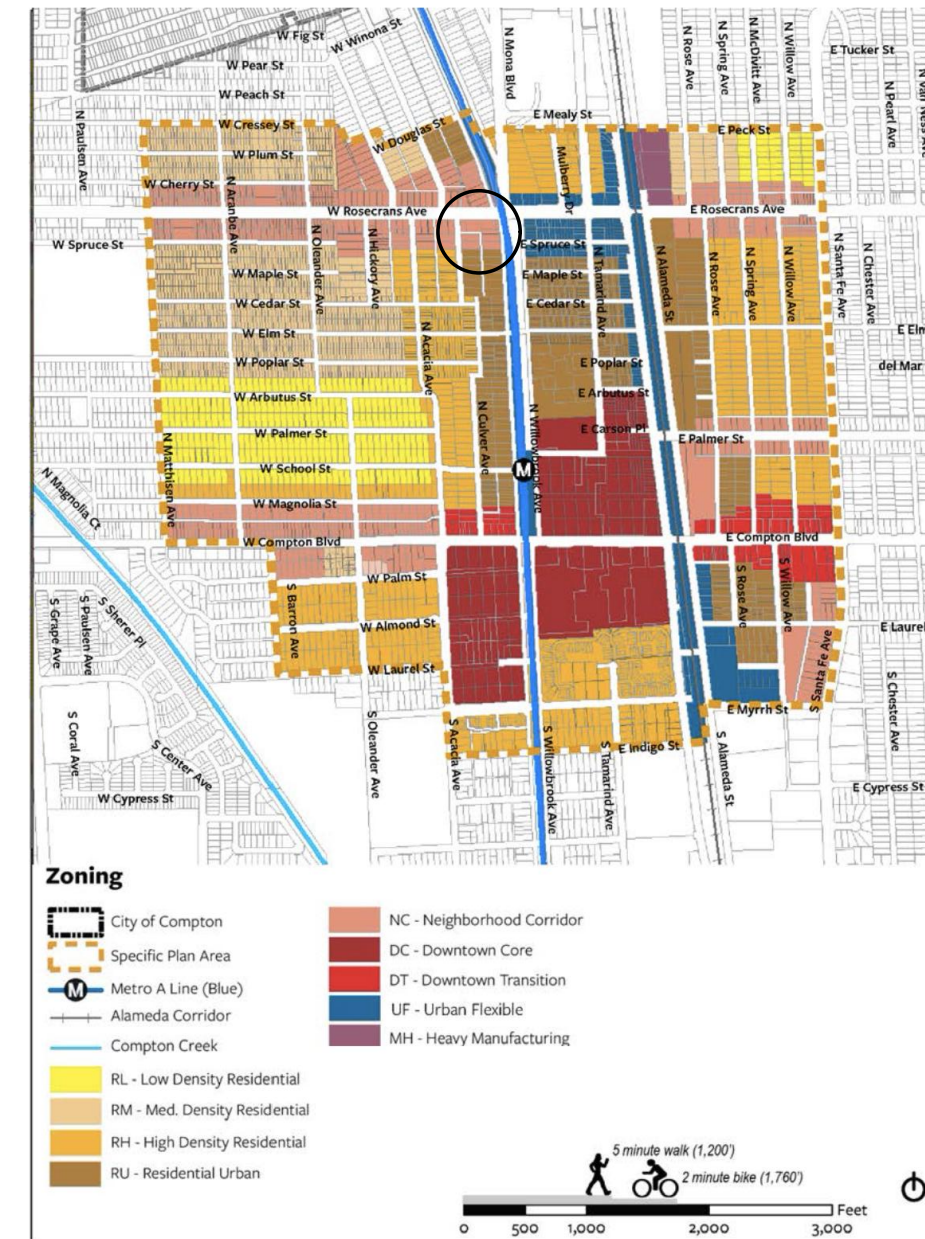 W Fig St
W Winona St
W Pear St
W Peach St
W Cressey St
W Douglas St
W Plum St
W Cherry St
W Rosecrans Ave
W Spruce St
W Maple St
W Cedar St
W Elm St
W Poplar St
W Arbutus St
W Palmer St
W School St
W Magnolia St
W Compton Blvd
W Palm St
W Almond St
W Laurel St
W Cypress St
N Paulsen Ave
N Aranbe Ave
N Oleander Ave
N Hickory Ave
N Acacia Ave
N Culver Ave
N Matthisen Ave
N Magnolia Ct
S Grape Ave
S Paulsen Ave
S Sherer Pl
S Barron Ave
S Coral Ave
S Center Ave
S Oleander Ave
S Acacia Ave
N Mona Blvd
E Mealy St
Mulberry Dr
E Spruce St
E Maple St
E Cedar St
E Poplar St
E Arbutus St
E Carson Pl
N Tamarind Ave
N Willowbrook Ave
M
S Willowbrook Ave
S Tamarind Ave
E Indigo St
N Rose Ave
N Spring Ave
N McDivitt Ave
N Willow Ave
E Tucker St
N Pearl Ave
E Peck St
E Rosecrans Ave
N Alameda St
N Rose Ave
N Spring Ave
N Willow Ave
N Santa Fe Ave
N Chester Ave
E Elm
del Mar
E Palmer St
E Compton Blvd
S Rose Ave
S Willow Ave
S Santa Fe Ave
E Laurel
E Myrrh St
S Alameda St
S Chester Ave
E Cypress St
Zoning
City of Compton
Specific Plan Area
M Metro A Line (Blue)
Alameda Corridor
Compton Creek
RL - Low Density Residential
RM - Med. Density Residential
RH - High Density Residential
RU - Residential Urban
NC - Neighborhood Corridor
DC - Downtown Core
DT - Downtown Transition
UF - Urban Flexible
MH - Heavy Manufacturing
5 minute walk (1,200')
2 minute bike (1,760')
Feet
0 500 1,000 2,000 3,000